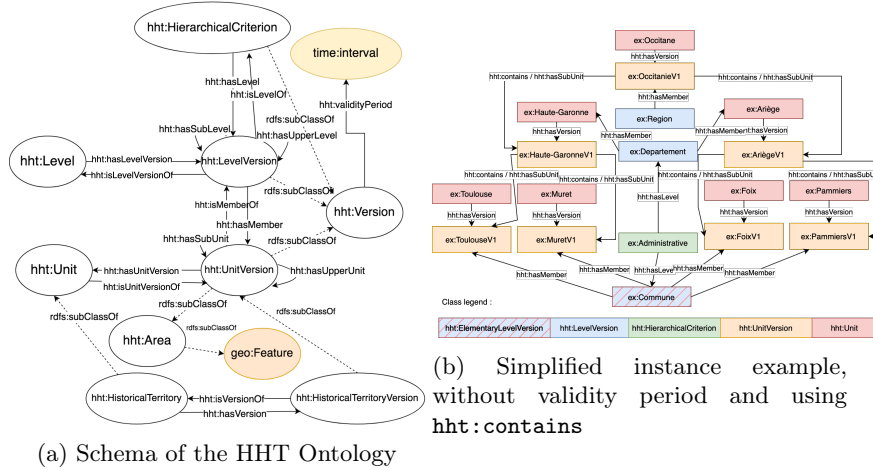 hht:HierarchicalCriterion
time:interval
hht:hasLevel
hht:isLevelOf
hht:validityPeriod
rdfs:subClassOf
hht:hasSubLevel
hht:hasUpperLevel
hht:Level
hht:hasLevelVersion
hht:LevelVersion
hht:isLevelVersionOf
rdfs:subClassOf
hht:isMemberOf
hht:Version
hht:hasMember
hht:hasSubUnit
rdfs:subClassOf
hht:Unit
hht:hasUnitVersion
hht:UnitVersion
hht:hasUpperUnit
hht:isUnitVersionOf
rdfs:subClassOf
rdfs:subClassOf
rdfs:subClassOf
hht:Area
geo:Feature
hht:HistoricalTerritory
hht:isVersionOf
hht:HistoricalTerritoryVersion
hht:hasVersion
(a) Schema of the HHT Ontology
ex:Occitane
hht:hasVersion
hht:contains / hht:hasSubUnit
ex:OccitanieV1
hht:contains / hht:hasSubUnit
hht:hasMember
ex:Haute-Garonne
ex:Region
ex:Ariège
hht:hasVersion
hht:hasMember
hht:hasMember
hht:hasVersion
ex:Haute-GaronneV1
ex:Departement
ex:AriègeV1
hht:contains / hht:hasSubUnit
hht:contains / hht:hasSubUnit
hht:contains / hht:hasSubUnit
ex:Toulouse
ex:Muret
hht:hasLevel
ex:Foix
ex:Pammiers
hht:hasVersion
hht:hasVersion
hht:hasVersion
hht:hasVersion
ex:ToulouseV1
ex:MuretV1
ex:Administrative
ex:FoixV1
ex:PammiersV1
hht:hasMember
hht:hasMember
hht:hasLeve
hht:hasMember
hht:hasMember
ex:Commune
Class legend :
hht:ElementaryLevelVersion
hht:LevelVersion
hht:HierarchicalCriterion
hht:UnitVersion
hht:Unit
(b) Simplified instance example,
without validity period and using
hht:contains